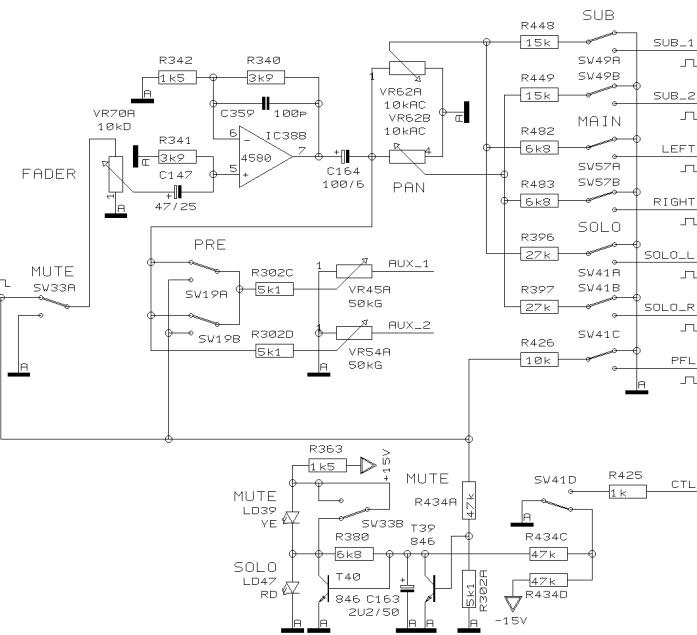 SUB
R448
15k
SUB_1
SW49A
R342
1k5
R340
3k9
A
R449
15k
SW49B
SUB_2
VR62A
10kAC
VR62B
10kAC
A
C359
100p
VR70A
10kD
MAIN
R482
6k8
LEFT
SW57A
6
-
IC38B
7
4580
5
+
R341
3k9
A
FADER
1
1
4
+
C164
100/6
PAN
C147
+
47/25
A
SW57B
R483
6k8
RIGHT
SOLO
R396
27k
SOLO_L
SW41A
PRE
MUTE
SW33A
SW19A
R302C
5k1
1
AUX_1
VR45A
50kG
SW41B
R397
27k
SOLO_R
SW19B
R302D
5k1
1
AUX_2
VR54A
50kG
SW41C
R426
10k
PFL
A
A
A
R363
1k5
+15V
MUTE
LD39
YE
SW33B
MUTE
R434A
47k
SW41D
R425
1k
CTL
A
T39
846
R380
6k8
R434C
47k
SOLO
LD47
RD
T40
846
C163
2U2/50
+
R302A
5k1
47k
R434D
-15V
A
A
A
A